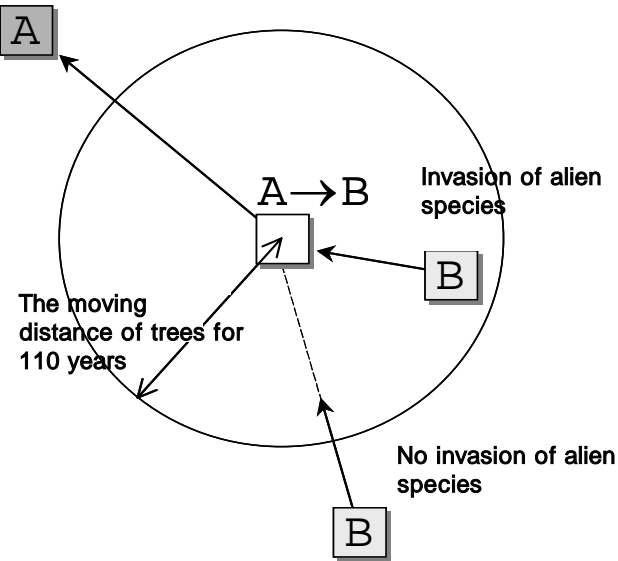 A
A→B
Invasion of alien
species
B
The moving
distance of trees for
110 years
No invasion of alien
species
B